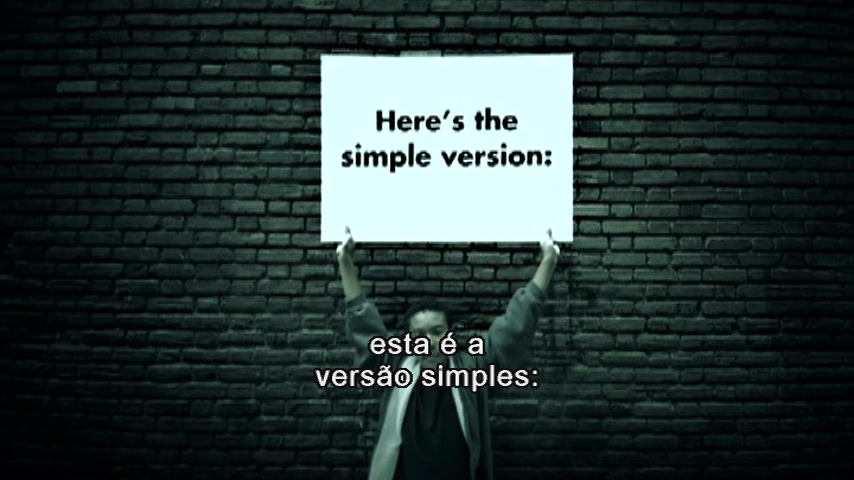 Here's the
simple version:
esta é a
versão simples: